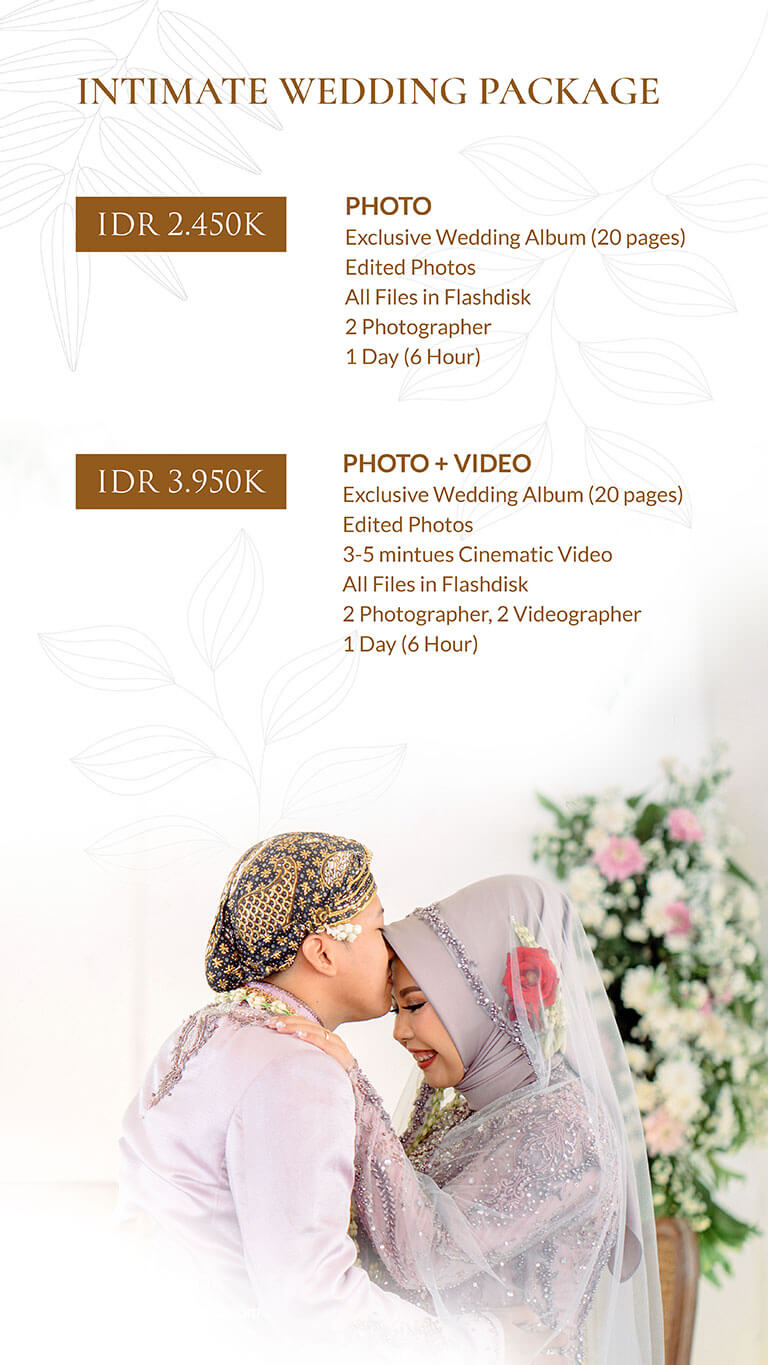 INTIMATE WEDDING PACKAGE
IDR 2.450K
PHOTO
Exclusive Wedding Album (20 pages)
Edited Photos
All Files in Flashdisk
2 Photographer
1 Day (6 Hour)
IDR 3.950K
PHOTO + VIDEO
Exclusive Wedding Album (20 pages)
Edited Photos
3-5 mintues Cinematic Video
All Files in Flashdisk
2 Photographer, 2 Videographer
1 Day (6 Hour)